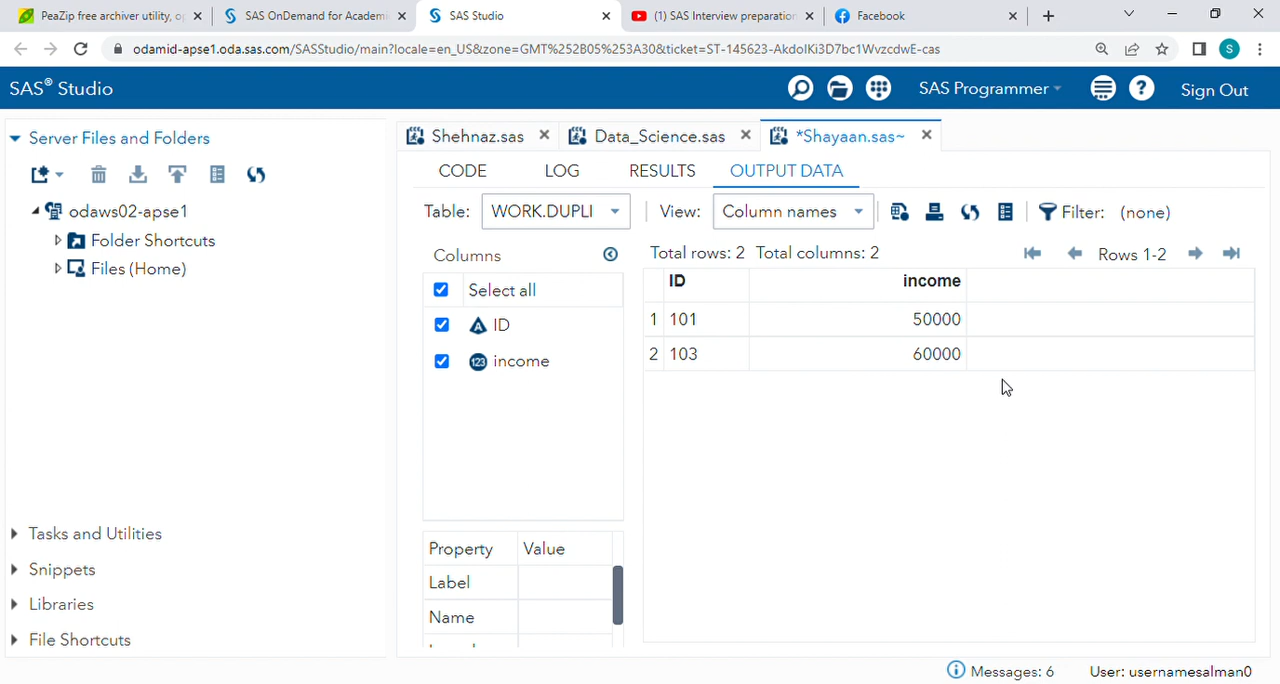 PeaZip free archiver utility, o
SAS OnDemand for Academi
SAS Studio
(1) SAS Interview preparation
Facebook
odamid-apse1.oda.sas.com/SASStudio/main?locale=en_US&zone=GMT%252B05%253A30&ticket=ST-145623-AkdolKi3D7bc1WvzcdwE-cas
S
SAS® Studio
SAS Programmer
?
Sign Out
Server Files and Folders
odaws02-apse1
Folder Shortcuts
Files (Home)
Tasks and Utilities
Snippets
Libraries
File Shortcuts
Shehnaz.sas
Data_Science.sas
*Shayaan.sas~
CODE LOG RESULTS OUTPUT DATA
Table: WORK.DUPLI View: Column names Filter: (none)
Columns
Select all
ID
123 income
Property Value
Label
Name
Total rows: 2 Total columns: 2 Rows 1-2
ID income
1 101 50000
2 103 60000
Messages: 6 User: usernamesalman0